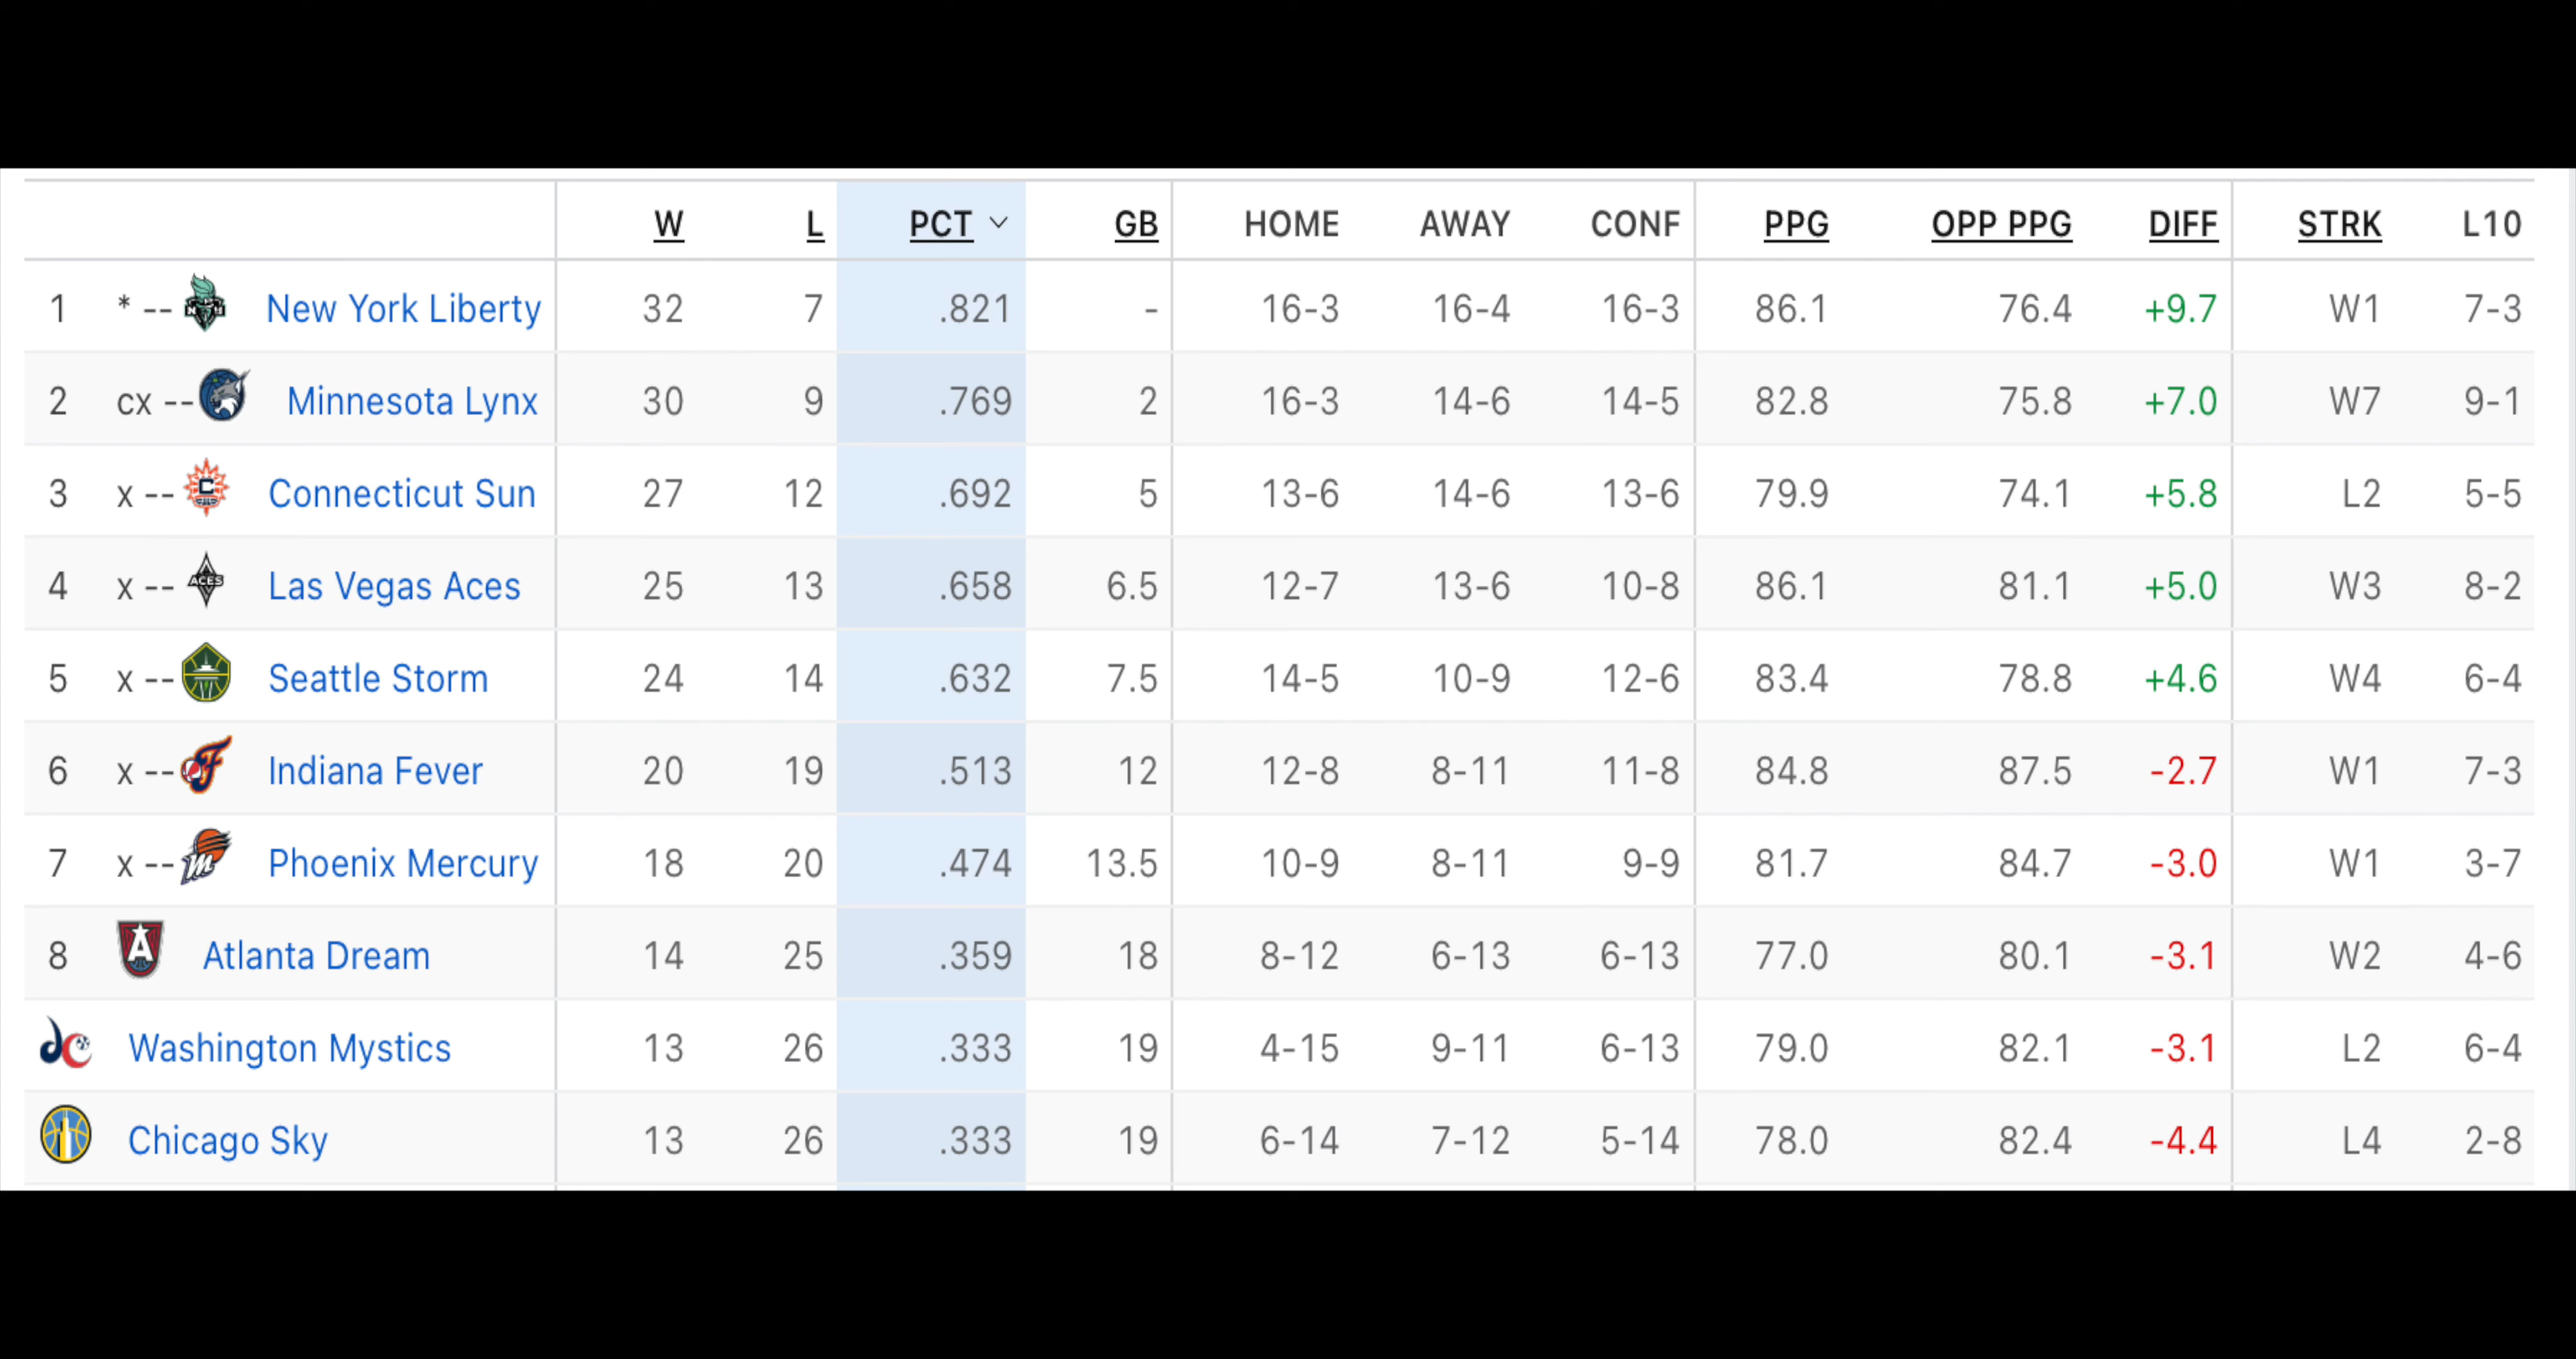 W L PCT GB HOME AWAY CONF PPG OPP PPG DIFF STRK L10
1 * -- New York Liberty 32 7 .821 - 16-3 16-4 16-3 86.1 76.4 +9.7 W1 7-3
2 cx -- Minnesota Lynx 30 9 .769 2 16-3 14-6 14-5 82.8 75.8 +7.0 W7 9-1
3 x -- Connecticut Sun 27 12 .692 5 13-6 14-6 13-6 79.9 74.1 +5.8 L2 5-5
4 x -- ACES Las Vegas Aces 25 13 .658 6.5 12-7 13-6 10-8 86.1 81.1 +5.0 W3 8-2
5 x -- Seattle Storm 24 14 .632 7.5 14-5 10-9 12-6 83.4 78.8 +4.6 W4 6-4
6 x -- Indiana Fever 20 19 .513 12 12-8 8-11 11-8 84.8 87.5 -2.7 W1 7-3
7 x -- Phoenix Mercury 18 20 .474 13.5 10-9 8-11 9-9 81.7 84.7 -3.0 W1 3-7
8 A Atlanta Dream 14 25 .359 18 8-12 6-13 6-13 77.0 80.1 -3.1 W2 4-6
dc Washington Mystics 13 26 .333 19 4-15 9-11 6-13 79.0 82.1 -3.1 L2 6-4
Chicago Sky 13 26 .333 19 6-14 7-12 5-14 78.0 82.4 -4.4 L4 2-8